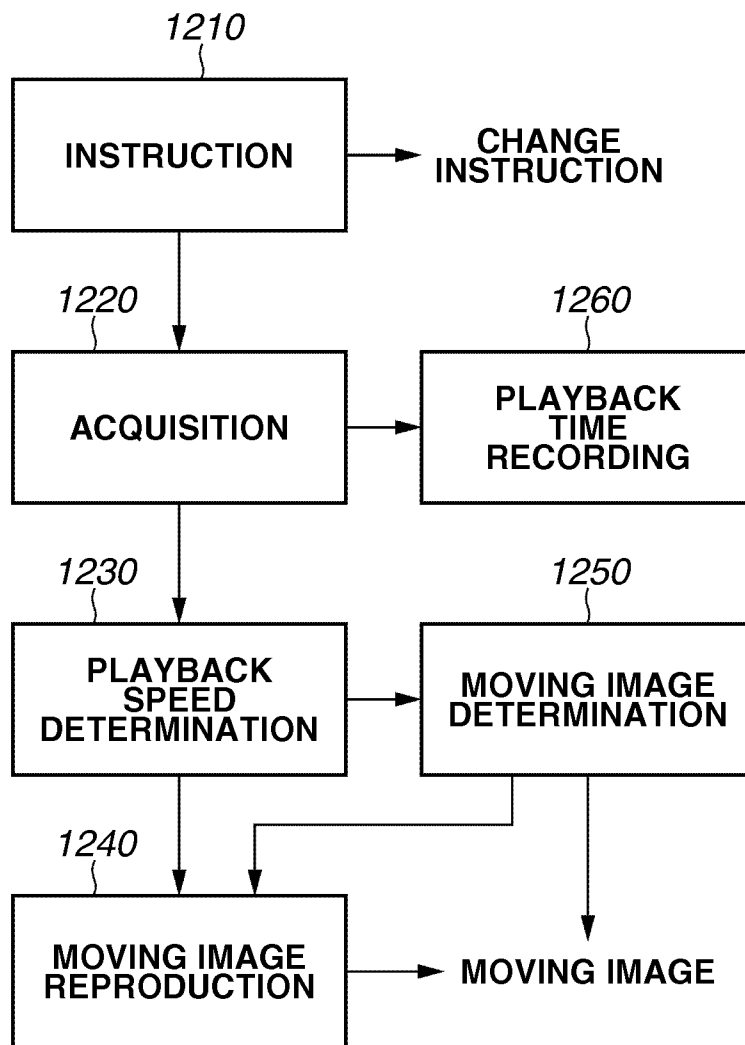 1210
INSTRUCTION
CHANGE
INSTRUCTION
1220
ACQUISITION
1260
PLAYBACK
TIME
RECORDING
1230
PLAYBACK
SPEED
DETERMINATION
1250
MOVING IMAGE
DETERMINATION
1240
MOVING IMAGE
REPRODUCTION
MOVING IMAGE